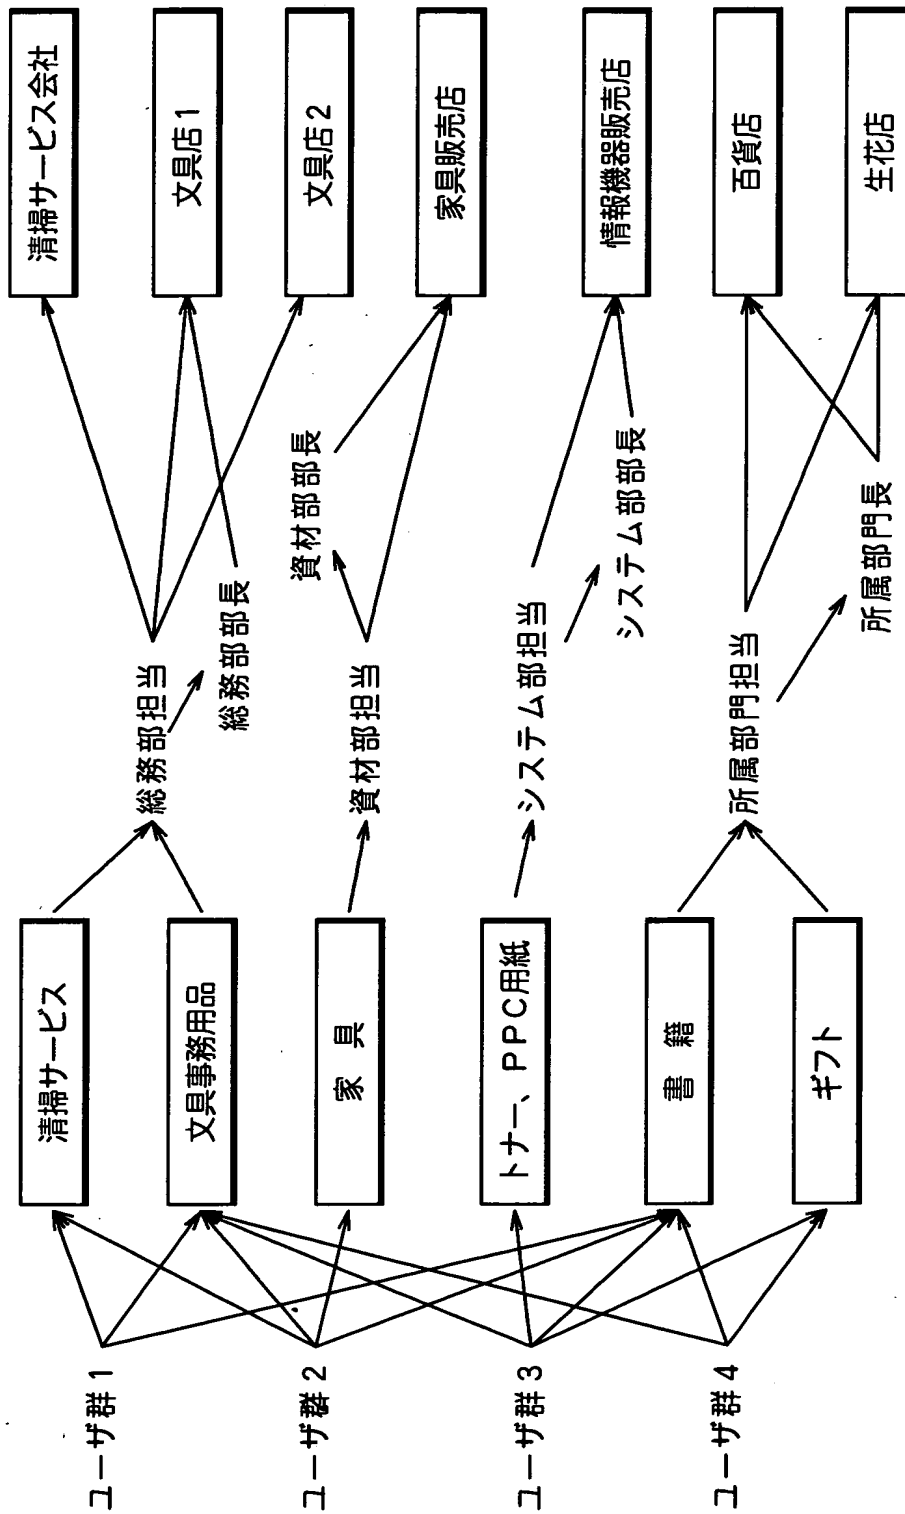 ユーザ群1
ユーザ群2
ユーザ群3
ユーザ群4
清掃サービス
文具事務用品
家具
トナー、PPC用紙
書籍
ギフト
総務部担当
総務部部長
資材部担当
資材部部長
システム部担当
システム部部長
所属部門担当
所属部門長
清掃サービス会社
文具店1
文具店2
家具販売店
情報機器販売店
百貨店
生花店